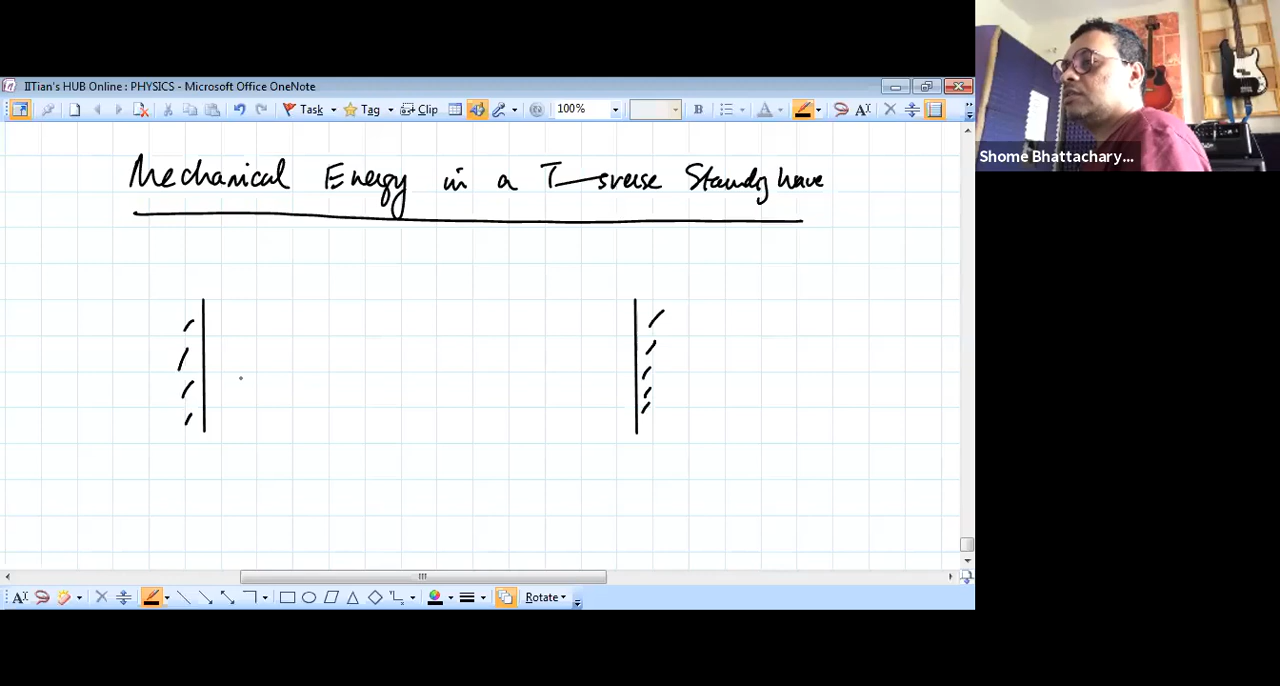 IITian's HUB Online : PHYSICS - Microsoft Office OneNote
Task Tag Clip 100% B A
Mechanical Energy in a T—sverse Standg wave
Shome Bhattachary...
Rotate